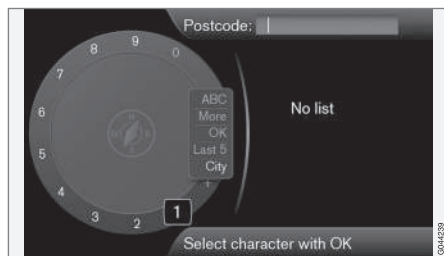 Postcode:
9
8
0
7
6
5
4
3
2
1
ABC
More
OK
Last 5
City
No list
Select character with OK
G044239